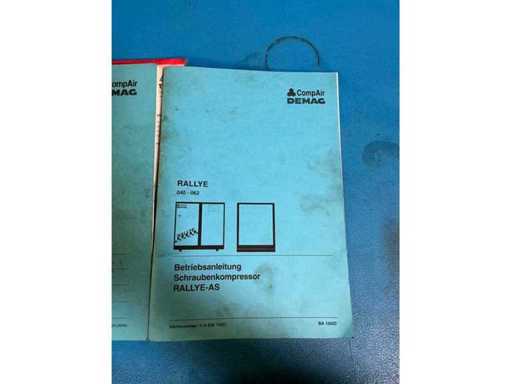 CompAir
DEMAG
CompAir
DEMAG
RALLYE
040 - 062
Betriebsanleitung
Schraubenkompressor
RALLYE-AS